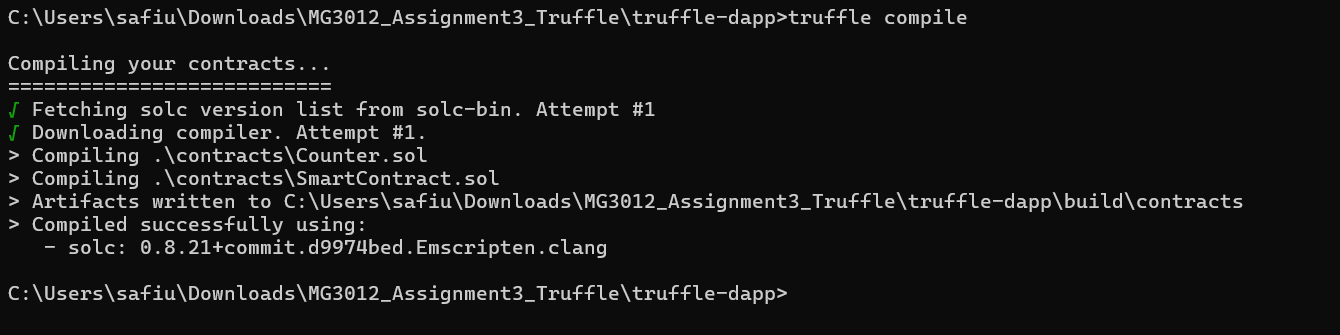 C:\Users\safiu\Downloads\MG3012_Assignment3_Truffle\truffle-dapp>truffle compile
Compiling your contracts...
===========================
√ Fetching solc version list from solc-bin. Attempt #1
√ Downloading compiler. Attempt #1.
> Compiling .\contracts\Counter.sol
> Compiling .\contracts\SmartContract.sol
> Artifacts written to C:\Users\safiu\Downloads\MG3012_Assignment3_Truffle\truffle-dapp\build\contracts
> Compiled successfully using:
   - solc: 0.8.21+commit.d9974bed.Emscripten.clang
C:\Users\safiu\Downloads\MG3012_Assignment3_Truffle\truffle-dapp>